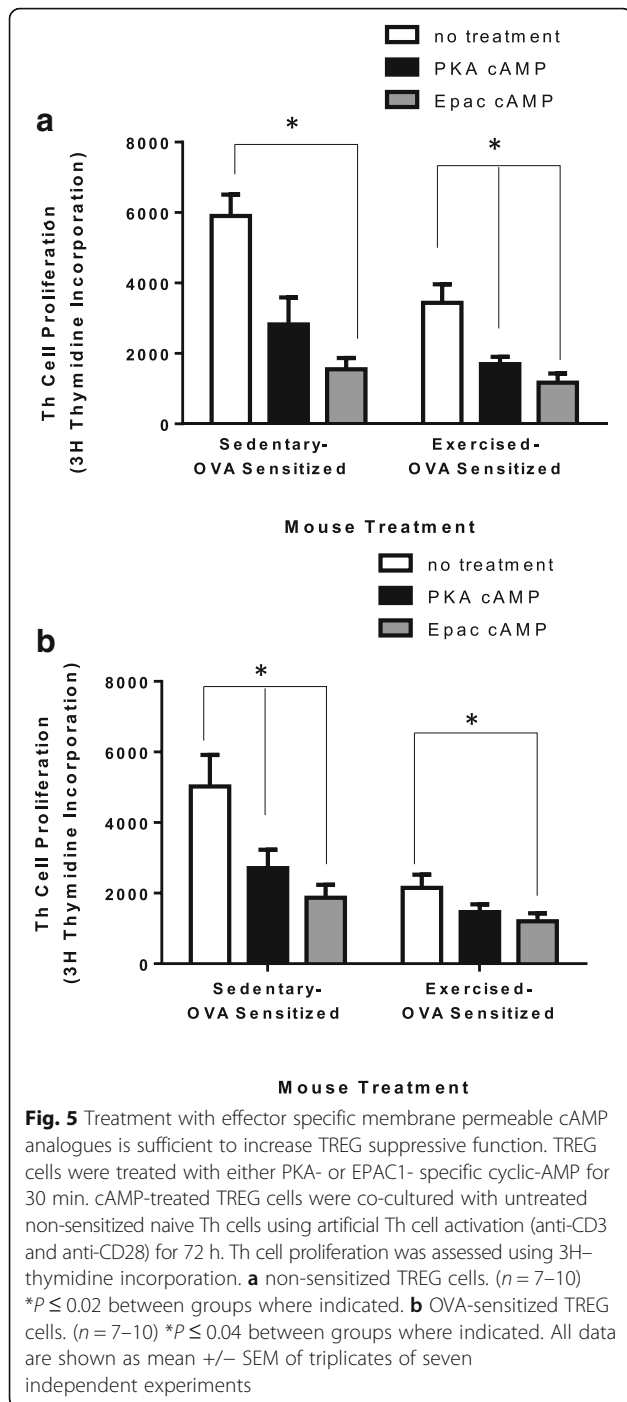 no treatment
PKA cAMP
Epac cAMP
a
*
*
8000
6000
4000
2000
0
Th Cell Proliferation
(3H Thymidine Incorporation)
Sedentary-
OVA Sensitized
Exercised-
OVA Sensitized
Mouse Treatment
no treatment
PKA cAMP
Epac cAMP
b
*
*
8000
6000
4000
2000
0
Th Cell Proliferation
(3H Thymidine Incorporation)
Sedentary-
OVA Sensitized
Exercised-
OVA Sensitized
Mouse Treatment
Fig. 5 Treatment with effector specific membrane permeable cAMP
analogues is sufficient to increase TREG suppressive function. TREG
cells were treated with either PKA- or EPAC1- specific cyclic-AMP for
30 min. cAMP-treated TREG cells were co-cultured with untreated
non-sensitized naive Th cells using artificial Th cell activation (anti-CD3
and anti-CD28) for 72 h. Th cell proliferation was assessed using 3H–
thymidine incorporation. a non-sensitized TREG cells. (n = 7–10)
*P ≤ 0.02 between groups where indicated. b OVA-sensitized TREG
cells. (n = 7–10) *P ≤ 0.04 between groups where indicated. All data
are shown as mean +/− SEM of triplicates of seven
independent experiments